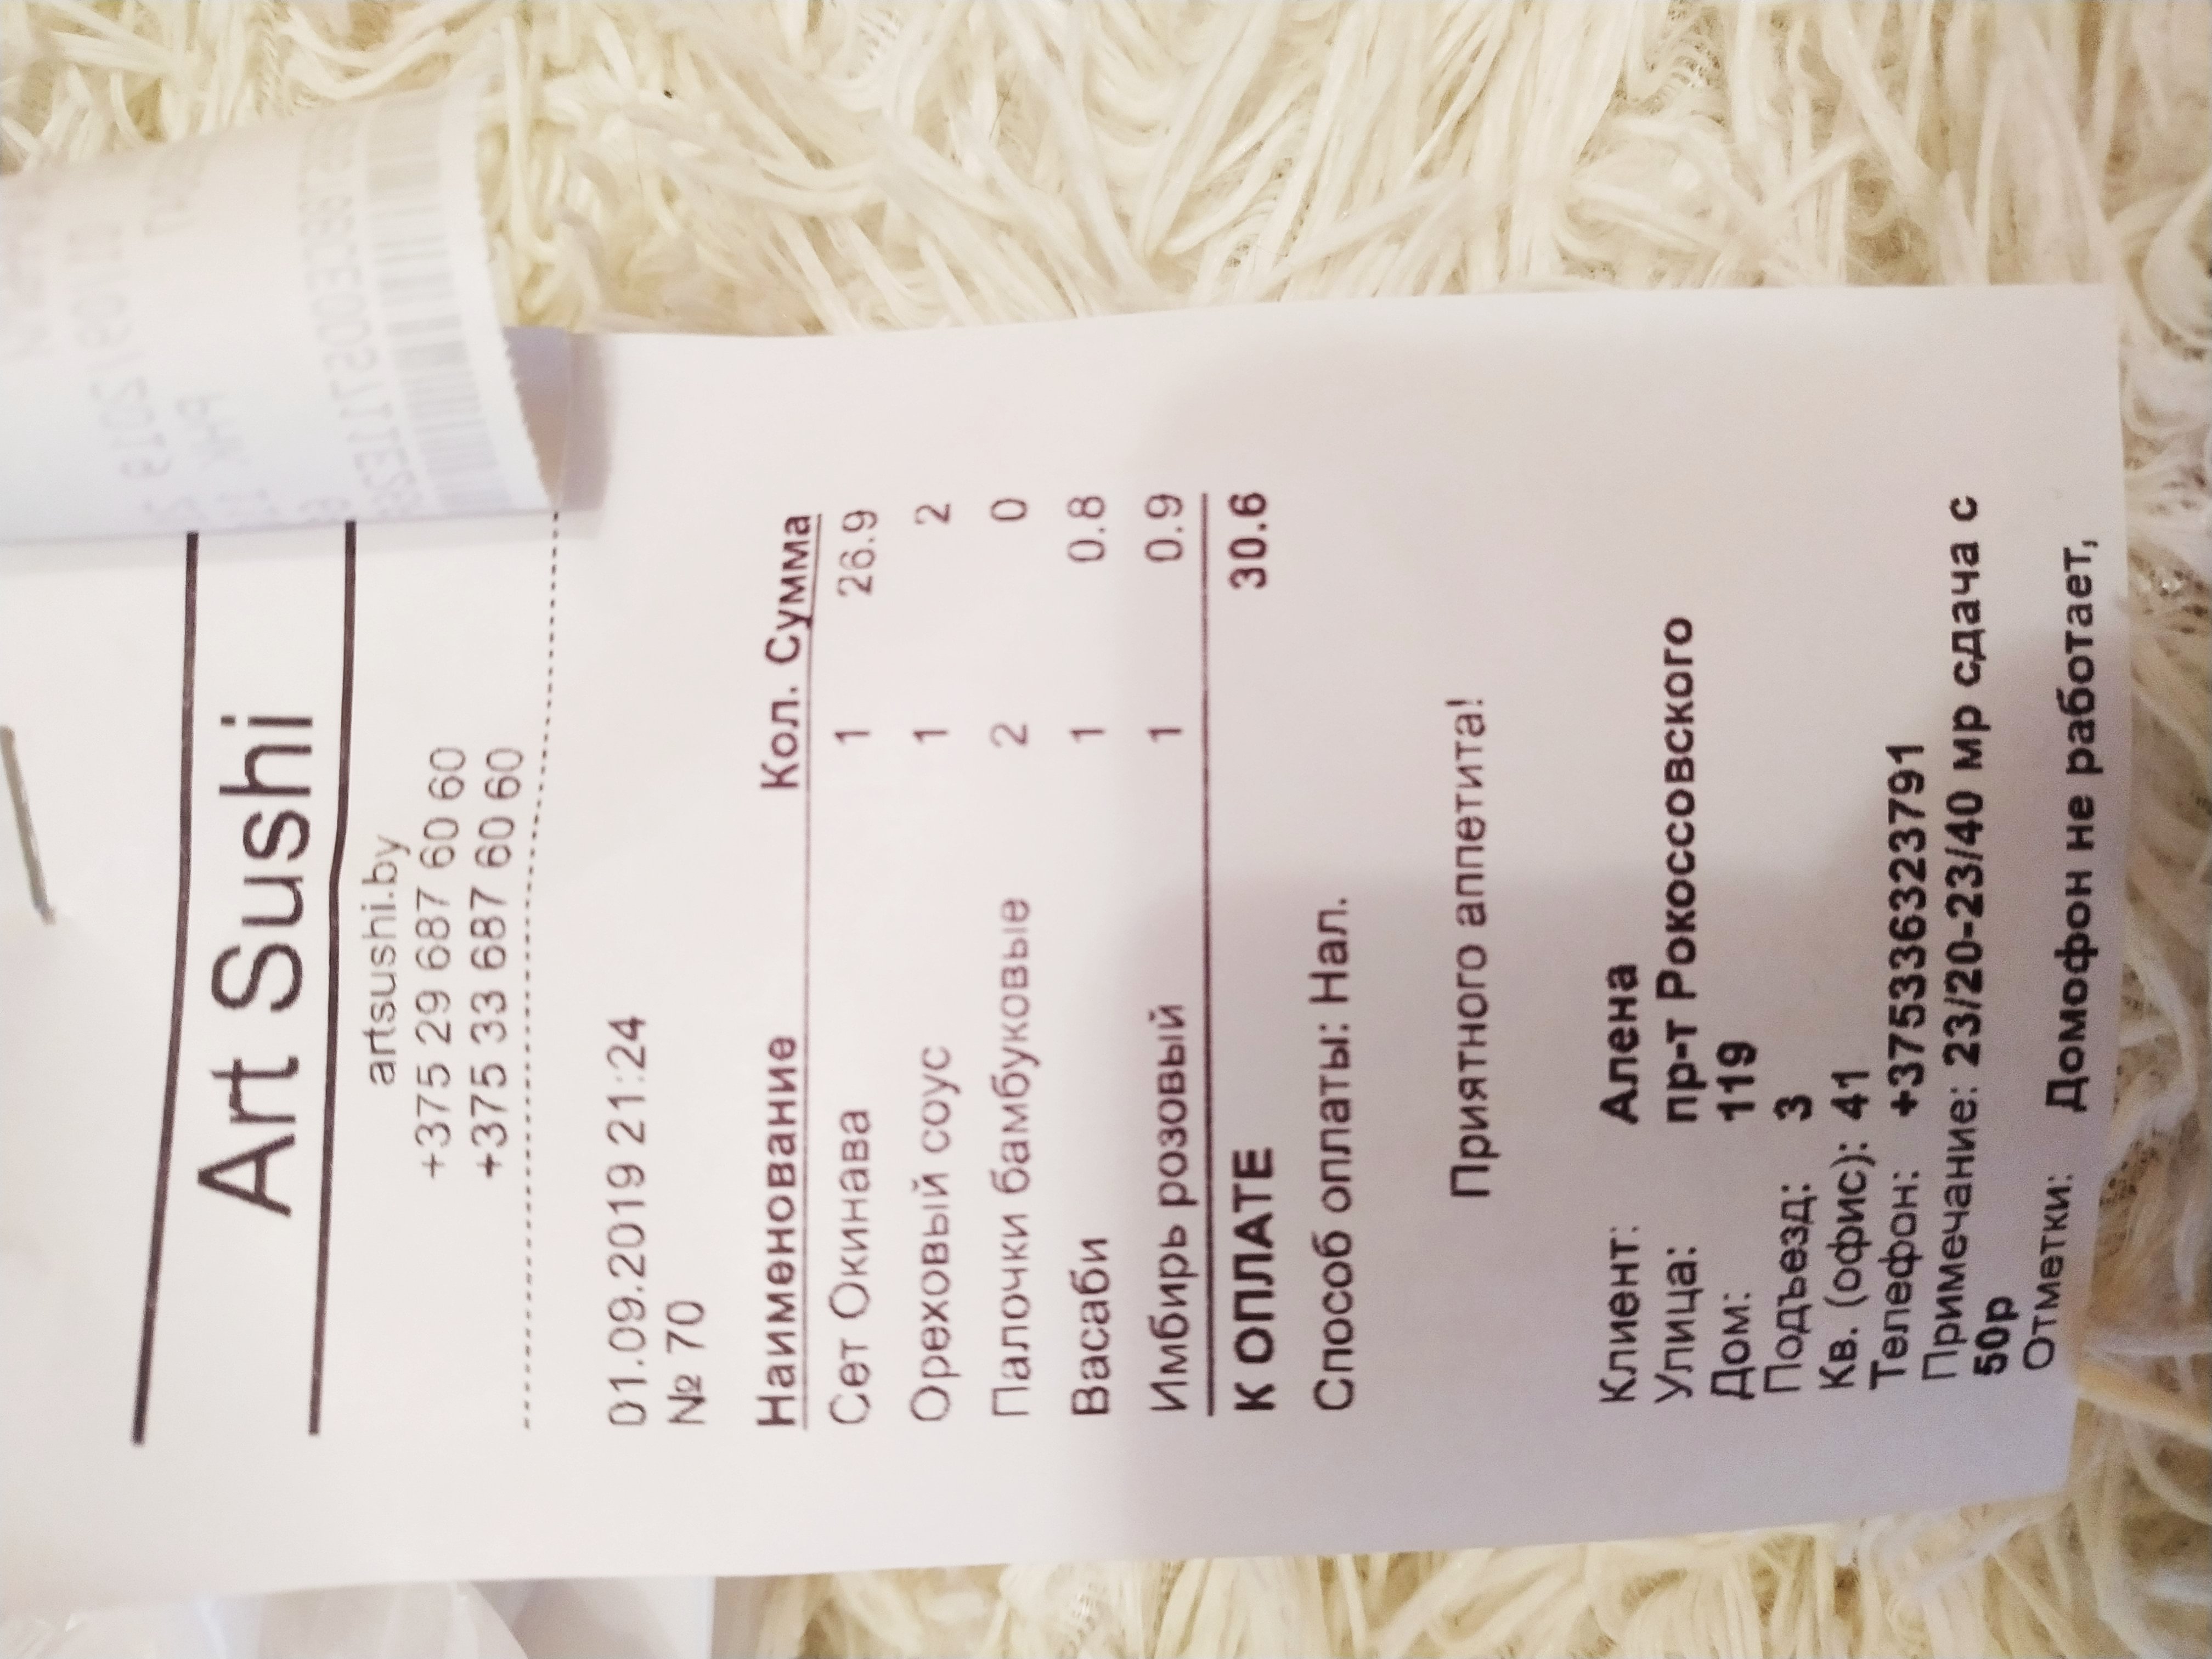 Art Sushi
artsushi.by
+375 29 687 60 60
+375 33 687 60 60
01.09.2019 21:24
№ 70
Наименование Кол. Сумма
Сет Окинава 1 26.9
Ореховый соус 1 2
Палочки бамбуковые 2 0
Васаби 1 0.8
Имбирь розовый 1 0.9
К ОПЛАТЕ 30.6
Способ оплаты: Нал.
Приятного аппетита!
Клиент: Алена
Улица: пр-т Рокоссовского
Дом: 119
Подъезд: 3
Кв. (офис): 41
Телефон: +375336323791
Примечание: 23/20-23/40 мр сдача с
50р
Отметки: Домофон не работает,